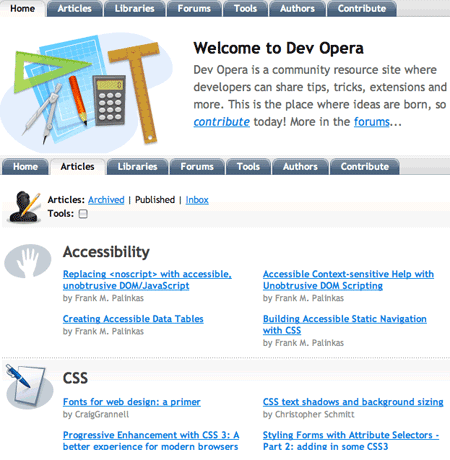 Home Articles Libraries Forums Tools Authors Contribute
Welcome to Dev Opera
Dev Opera is a community resource site where
developers can share tips, tricks, extensions and
more. This is the place where ideas are born, so
contribute today! More in the forums...
Home Articles Libraries Forums Tools Authors Contribute
Articles: Archived | Published | Inbox
Tools:
Accessibility
Replacing <noscript> with accessible,
unobtrusive DOM/JavaScript
by Frank M. Palinkas
Accessible Context-sensitive Help with
Unobtrusive DOM Scripting
by Frank M. Palinkas
Creating Accessible Data Tables
by Frank M. Palinkas
Building Accessible Static Navigation
with CSS
by Frank M. Palinkas
CSS
Fonts for web design: a primer
by CraigGrannell
CSS text shadows and background sizing
by Christopher Schmitt
Progressive Enhancement with CSS 3: A
better experience for modern browsers
Styling Forms with Attribute Selectors -
Part 2: adding in some CSS3